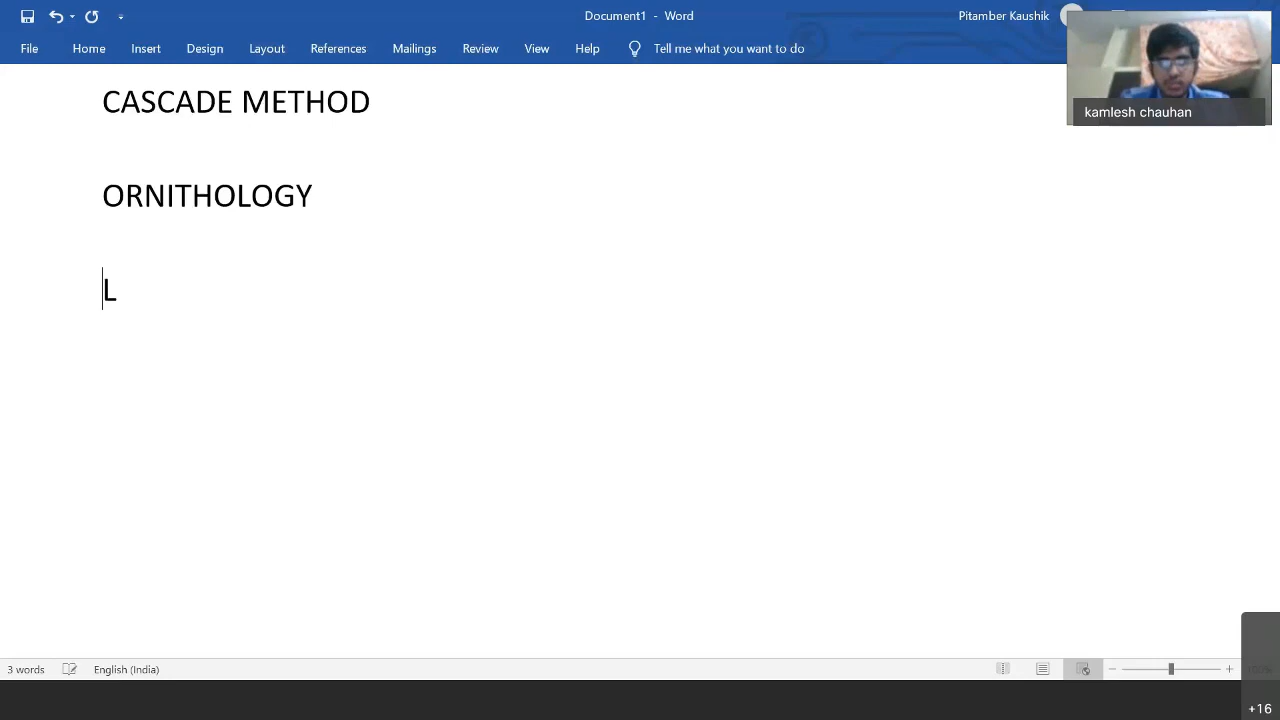 Document1 - Word
Pitamber Kaushik
File Home Insert Design Layout References Mailings Review View Help Tell me what you want to do
kamlesh chauhan
CASCADE METHOD
ORNITHOLOGY
L
3 words English (India)
+16